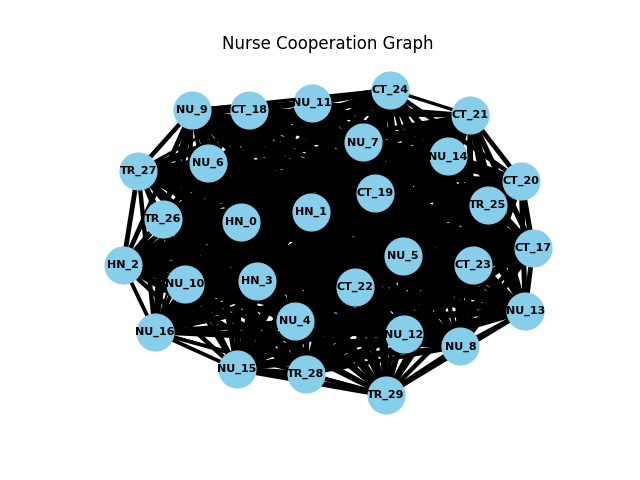 Nurse Cooperation Graph
CT_24
NU_11
NU_9
CT_18
CT_21
NU_7
NU_14
NU_6
TR_27
CT_20
CT_19
TR_25
HN_1
TR_26
HN_0
CT_17
NU_5
HN_2
CT_23
HN_3
NU_10
CT_22
NU_13
NU_4
NU_16
NU_12
NU_8
NU_15
TR_28
TR_29